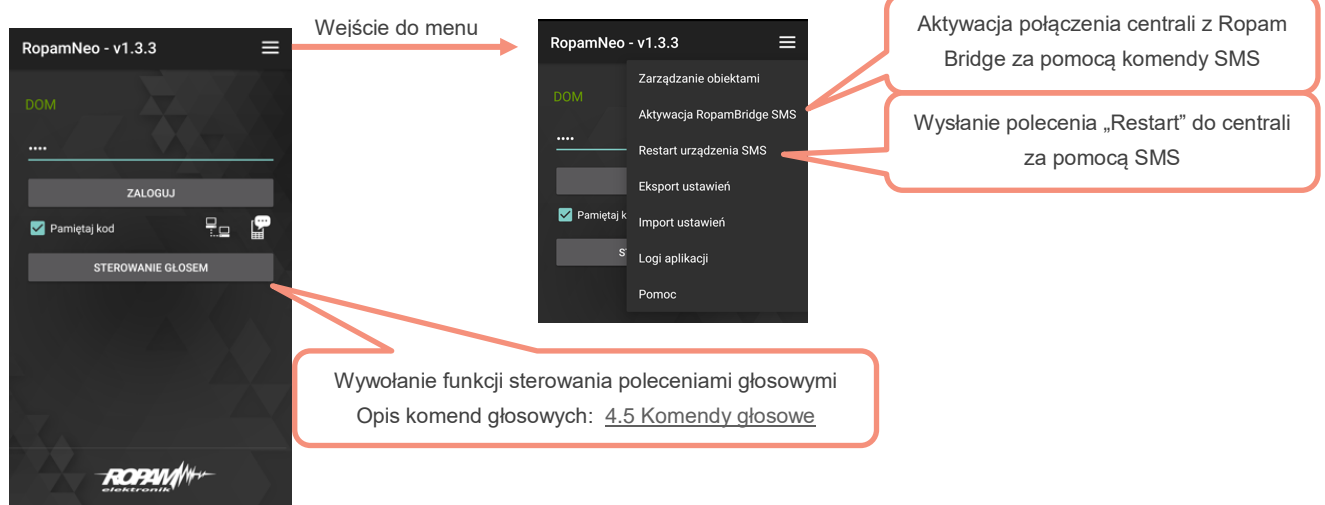 RopamNeo - v1.3.3
DOM
••••
ZALOGUJ
Pamiętaj kod
STEROWANIE GŁOSEM
ROPAM
elektronik
Wejście do menu
RopamNeo - v1.3.3
DOM
••••
Pamiętaj k
S
Zarządzanie obiektami
Aktywacja RopamBridge SMS
Restart urządzenia SMS
Eksport ustawień
Import ustawień
Logi aplikacji
Pomoc
Aktywacja połączenia centrali z Ropam
Bridge za pomocą komendy SMS
Wysłanie polecenia „Restart” do centrali
za pomocą SMS
Wywołanie funkcji sterowania poleceniami głosowymi
Opis komend głosowych: 4.5 Komendy głosowe